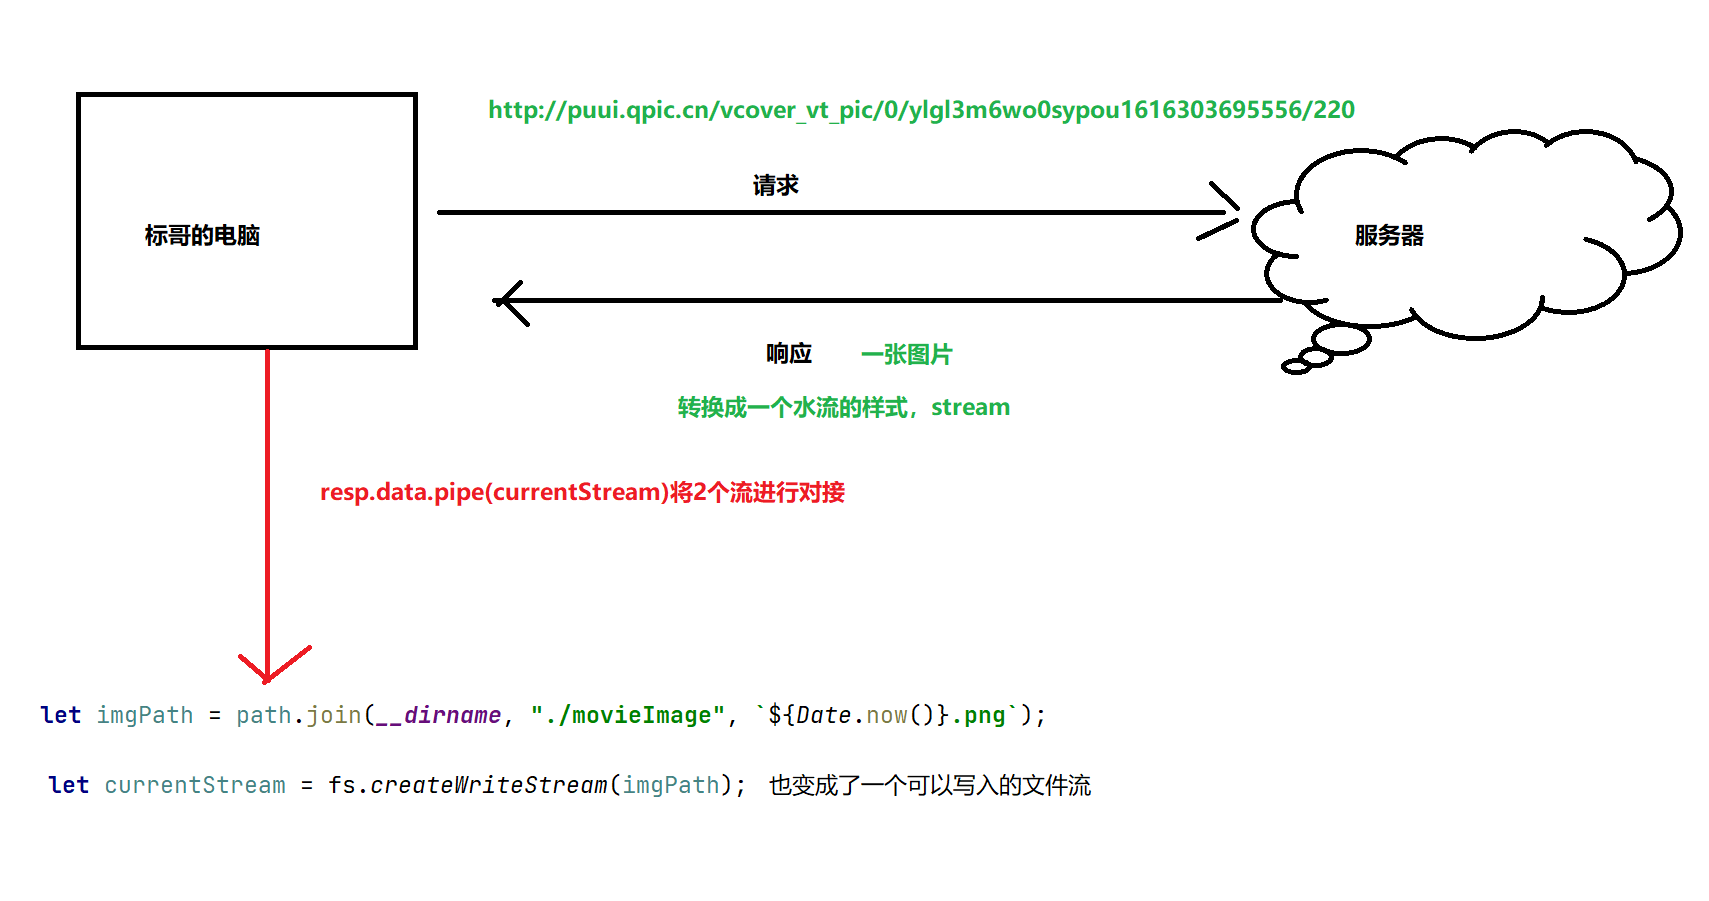 http://puui.qpic.cn/vcover_vt_pic/0/ylgl3m6wo0sypou1616303695556/220
请求
标哥的电脑
服务器
响应 一张图片
转换成一个水流的样式，stream
resp.data.pipe(currentStream)将2个流进行对接
let imgPath = path.join(__dirname, "./movieImage", `${Date.now()}.png`);
let currentStream = fs.createWriteStream(imgPath); 也变成了一个可以写入的文件流